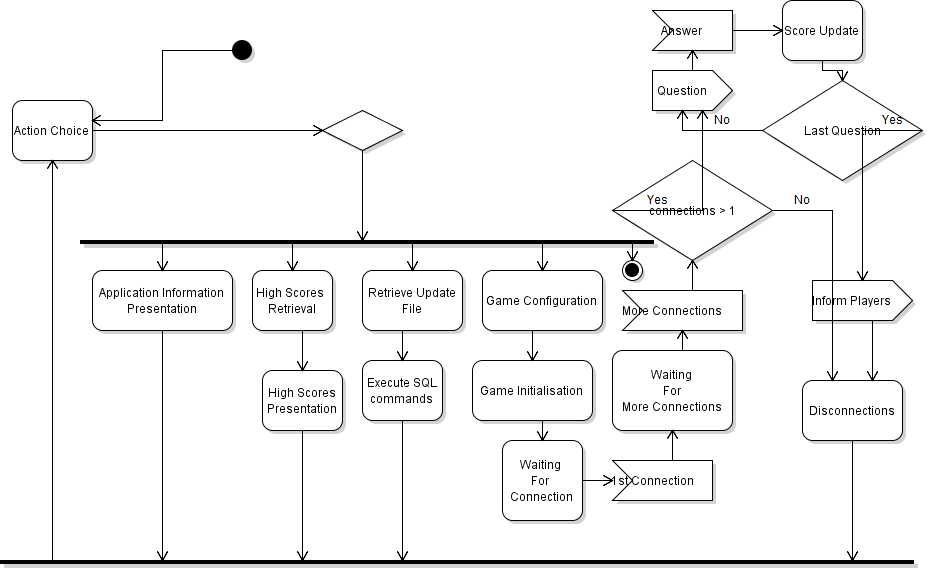 Answer
Score Update
Question
Action Choice
Last Question
Yes
No
Yes
connections > 1
No
Application Information
Presentation
High Scores
Retrieval
Retrieve Update
File
Game Configuration
More Connections
Inform Players
High Scores
Presentation
Execute SQL
commands
Game Initialisation
Waiting
For
More Connections
Disconnections
Waiting
For
Connection
1st Connection